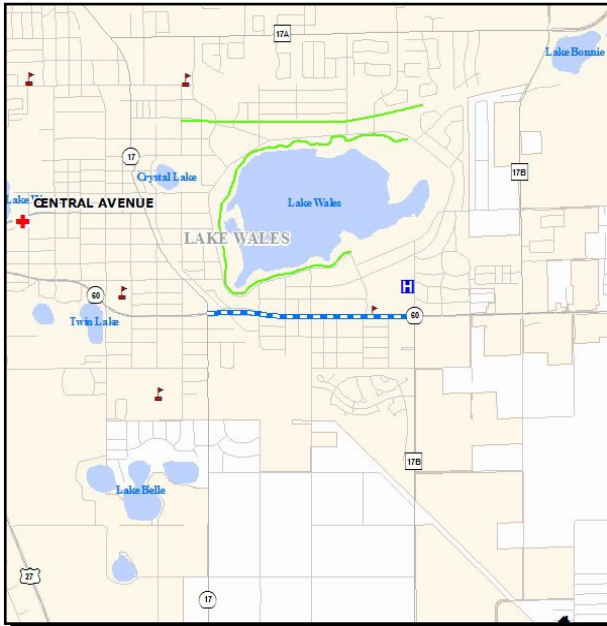 17A
Lake Bonnie
17
17B
Crystal Lake
Lake W
CENTRAL AVENUE
Lake Wales
LAKE WALES
H
60
60
Twin Lake
17B
Lake Belle
27
17